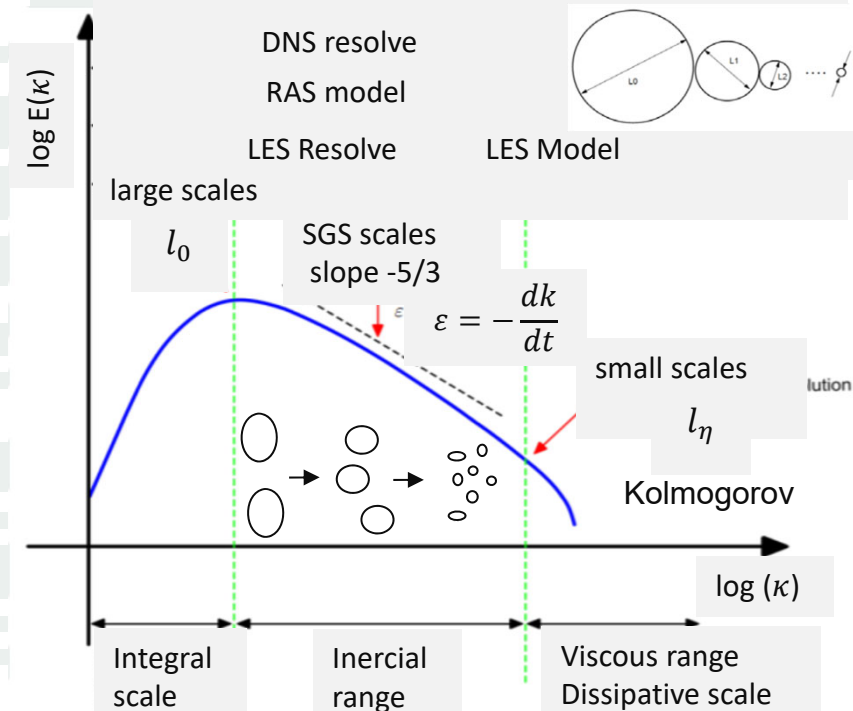 log E(κ)
DNS resolve
RAS model
LES Resolve
LES Model
L0
L1
L2
....
large scales
l₀
SGS scales
slope -5/3
ε
ε = −dk/dt
small scales
lution
l_η
Kolmogorov
log (κ)
Integral
scale
Inercial
range
Viscous range
Dissipative scale